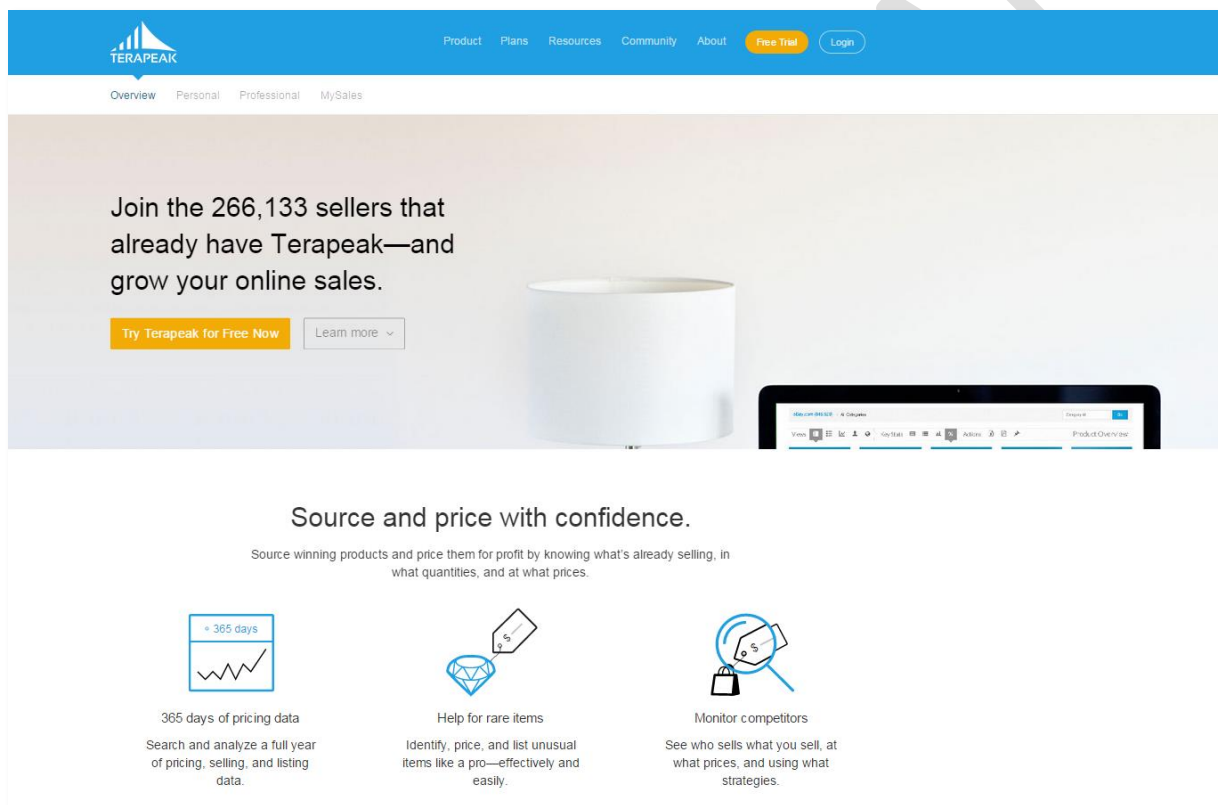 TERAPEAK
Product Plans Resources Community About Free Trial Login
Overview Personal Professional MySales
Join the 266,133 sellers that
already have Terapeak—and
grow your online sales.
Try Terapeak for Free Now Learn more
Categories
Views Key Stats Actions Product Overview
Source and price with confidence.
Source winning products and price them for profit by knowing what's already selling, in
what quantities, and at what prices.
365 days
$
$
365 days of pricing data
Help for rare items
Monitor competitors
Search and analyze a full year
of pricing, selling, and listing
data.
Identify, price, and list unusual
items like a pro—effectively and
easily.
See who sells what you sell, at
what prices, and using what
strategies.